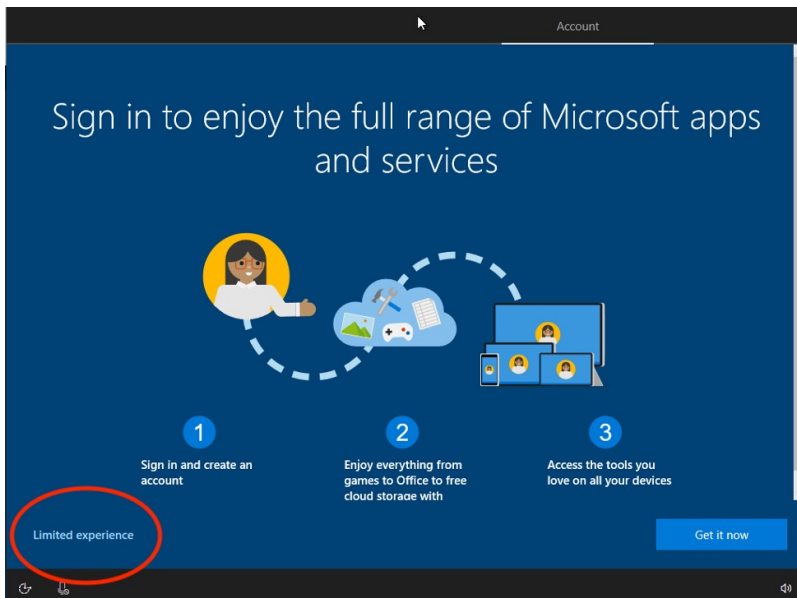 Account
Sign in to enjoy the full range of Microsoft apps
and services
1
Sign in and create an
account
2
Enjoy everything from
games to Office to free
cloud storage with
3
Access the tools you
love on all your devices
Limited experience
Get it now